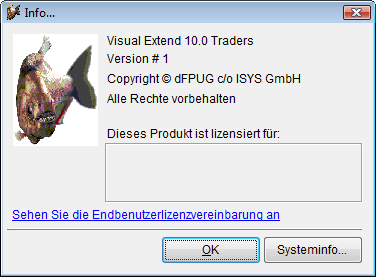 Info...
Visual Extend 10.0 Traders
Version # 1
Copyright © dFPUG c/o ISYS GmbH
Alle Rechte vorbehalten
Dieses Produkt ist lizensiert für:
Sehen Sie die Endbenutzerlizenzvereinbarung an
OK
Systeminfo...